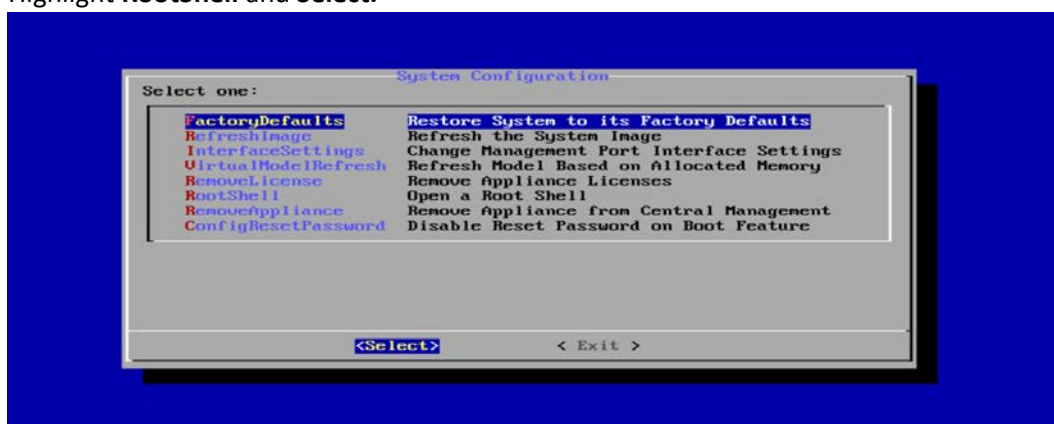 Highlight RootShell and Select.
System Configuration
Select one:
FactoryDefaults Restore System to its Factory Defaults
RefreshImage Refresh the System Image
InterfaceSettings Change Management Port Interface Settings
VirtualModelRefresh Refresh Model Based on Allocated Memory
RemoveLicense Remove Appliance Licenses
RootShell Open a Root Shell
RemoveAppliance Remove Appliance from Central Management
ConfigResetPassword Disable Reset Password on Boot Feature
<Select> < Exit >